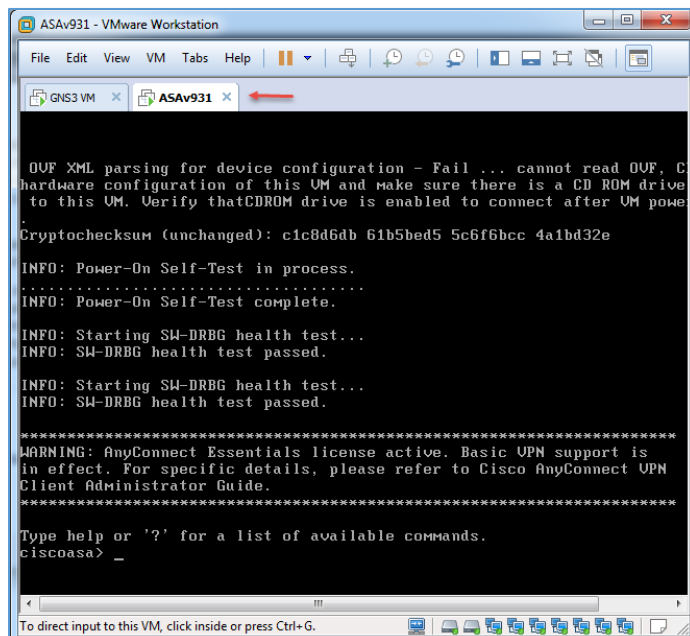 ASAv931 - VMware Workstation
File Edit View VM Tabs Help
GNS3 VM × ASAv931 ×
OVF XML parsing for device configuration - Fail ... cannot read OVF,
hardware configuration of this VM and make sure there is a CD ROM drive
to this VM. Verify thatCDROM drive is enabled to connect after VM
.
Cryptochecksum (unchanged): c1c8d6db 61b5bed5 5c6f6bcc 4a1bd32e
INFO: Power-On Self-Test in process.
.....................................
INFO: Power-On Self-Test complete.
INFO: Starting SW-DRBG health test...
INFO: SW-DRBG health test passed.
INFO: Starting SW-DRBG health test...
INFO: SW-DRBG health test passed.
***********************************************************************
WARNING: AnyConnect Essentials license active. Basic VPN support is
in effect. For specific details, please refer to Cisco AnyConnect VPN
Client Administrator Guide.
***********************************************************************
Type help or '?' for a list of available commands.
ciscoasa> _
To direct input to this VM, click inside or press Ctrl+G.